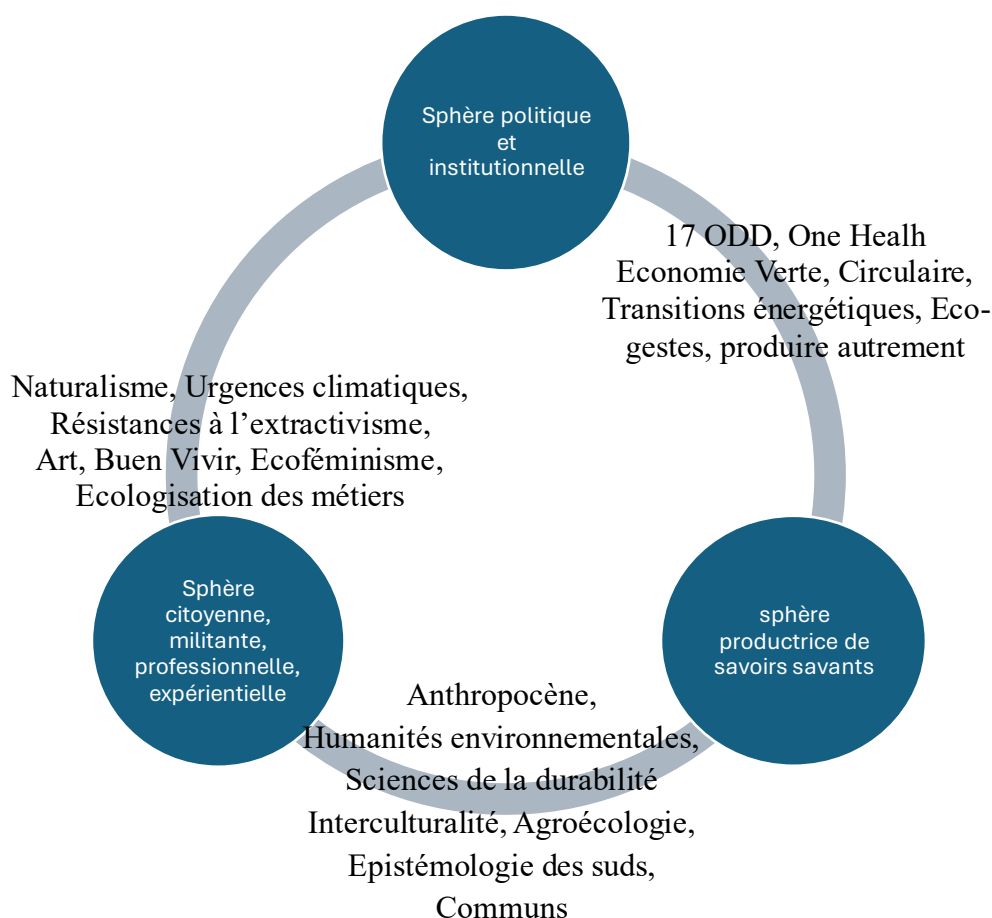 Sphère politique
et
institutionnelle
17 ODD, One Healh
Economie Verte, Circulaire,
Transitions énergétiques, Eco-
gestes, produire autrement
Naturalisme, Urgences climatiques,
Résistances à l’extractivisme,
Art, Buen Vivir, Ecoféminisme,
Ecologisation des métiers
Sphère
citoyenne,
militante,
professionnelle,
expérientielle
sphère
productrice de
savoirs savants
Anthropocène,
Humanités environnementales,
Sciences de la durabilité
Interculturalité, Agroécologie,
Epistémologie des suds,
Communs